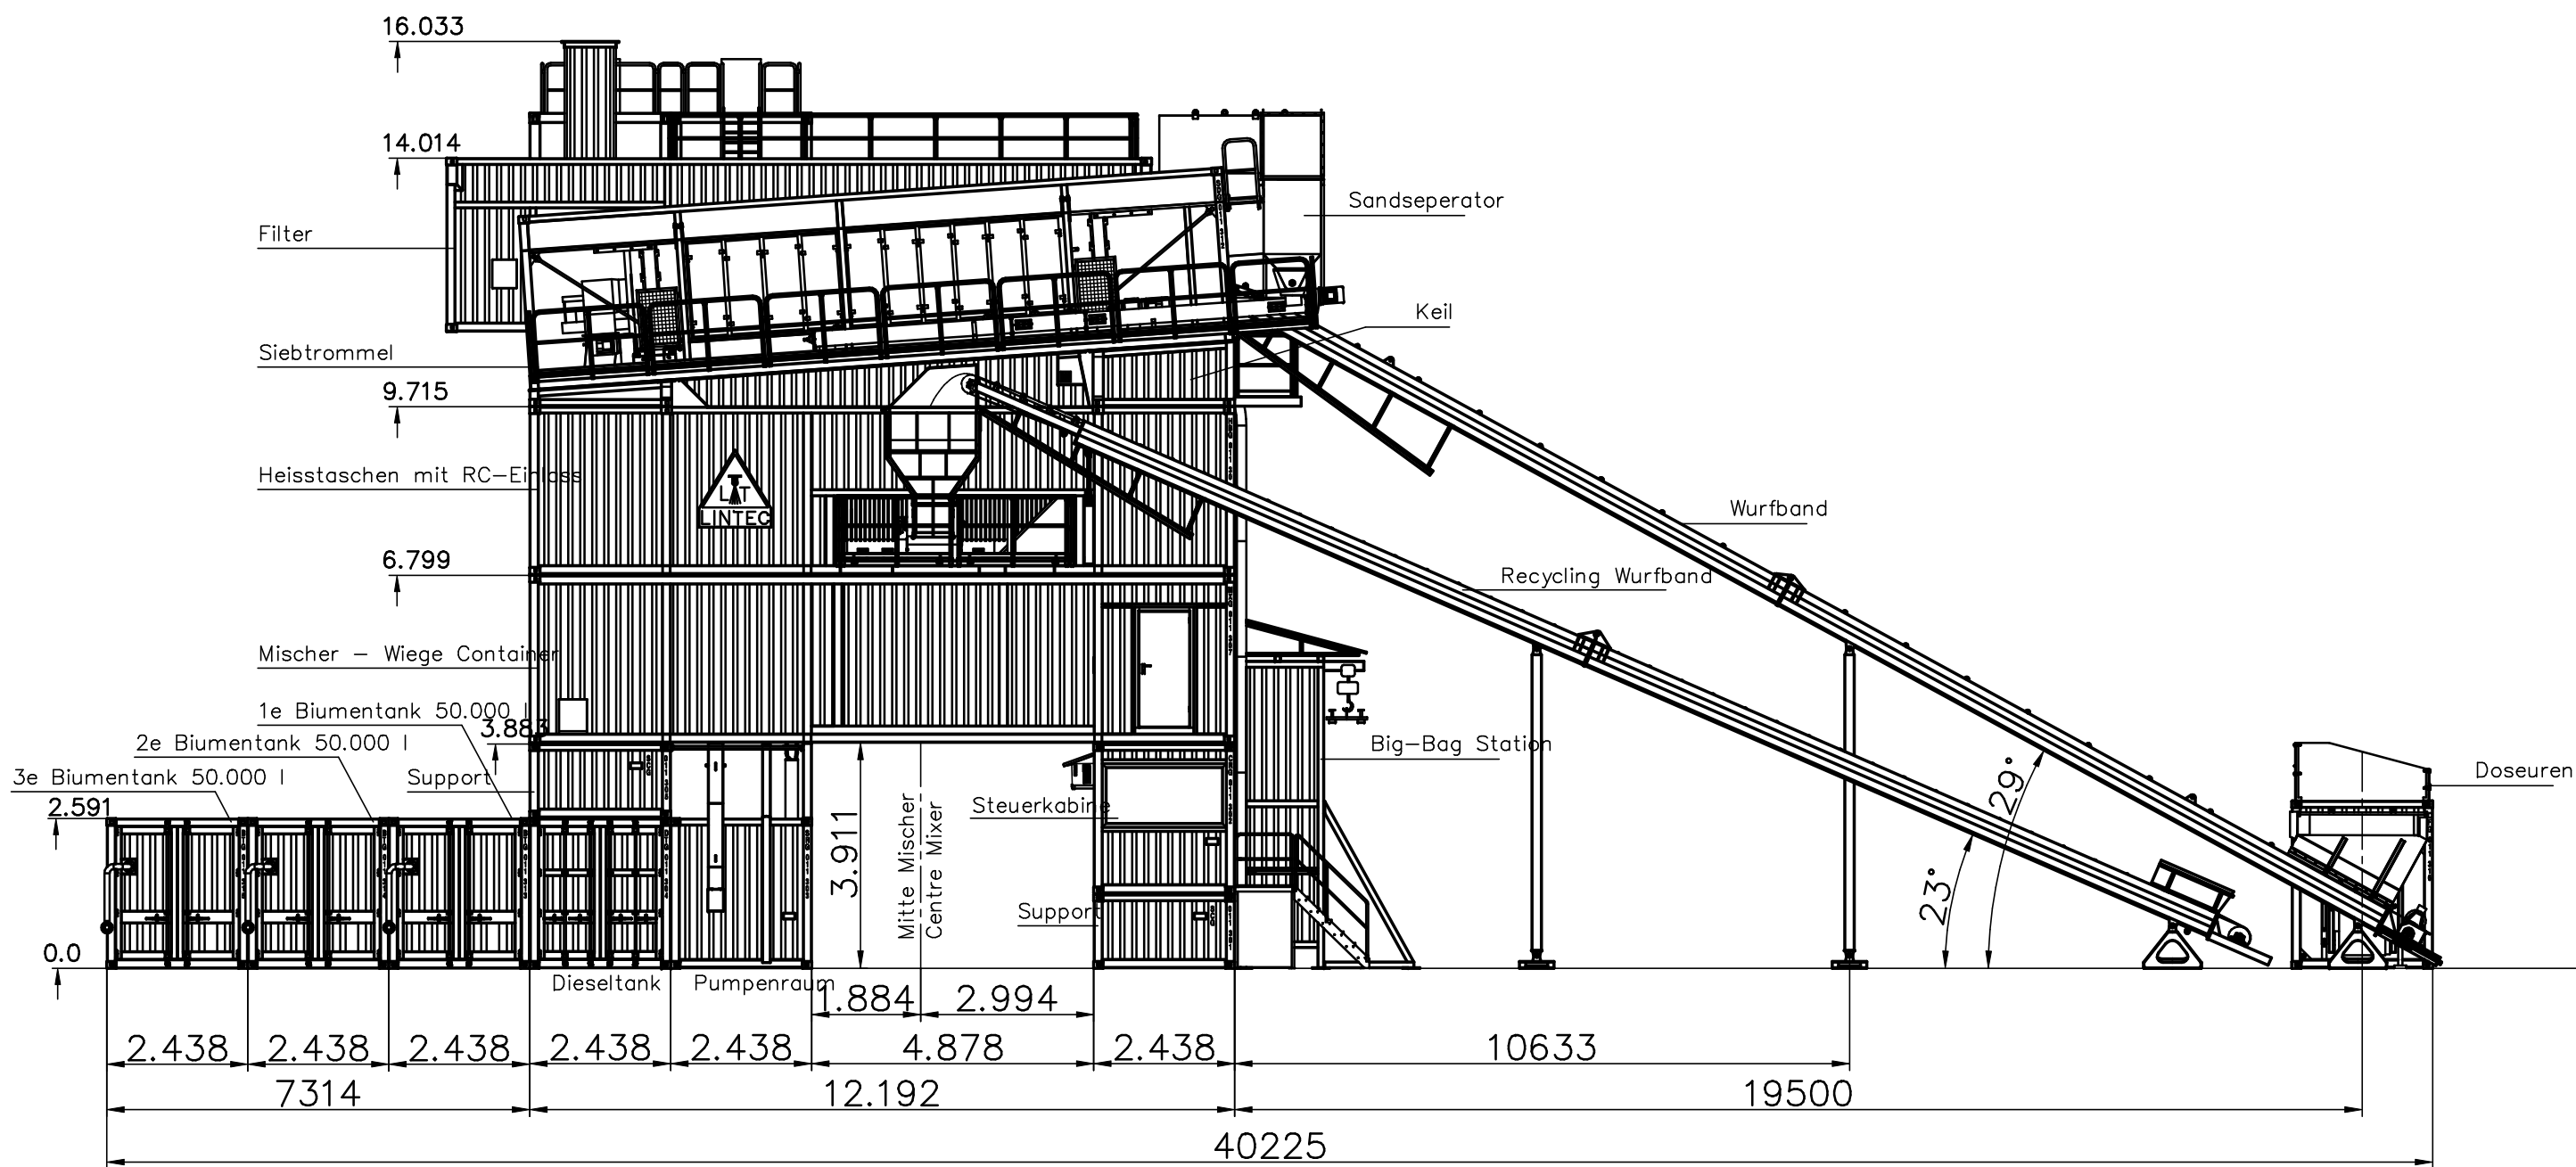 16.033
14.014
Sandseperator
Filter
Keil
Siebtrommel
9.715
Heisstaschen mit RC-Einlass
LAT
LINTEC
Wurfband
6.799
Recycling Wurfband
Mischer - Wiege Container
1e Biumentank 50.000 l
3.883
2e Biumentank 50.000 l
Big-Bag Station
3e Biumentank 50.000 l
Support
Doseuren
2.591
Steuerkabine
29°
3.911
Mitte Mischer
Centre Mixer
23°
Support
0.0
Dieseltank
Pumpenraum
1.884
2.994
2.438
2.438
2.438
2.438
2.438
4.878
2.438
10633
7314
12.192
19500
40225